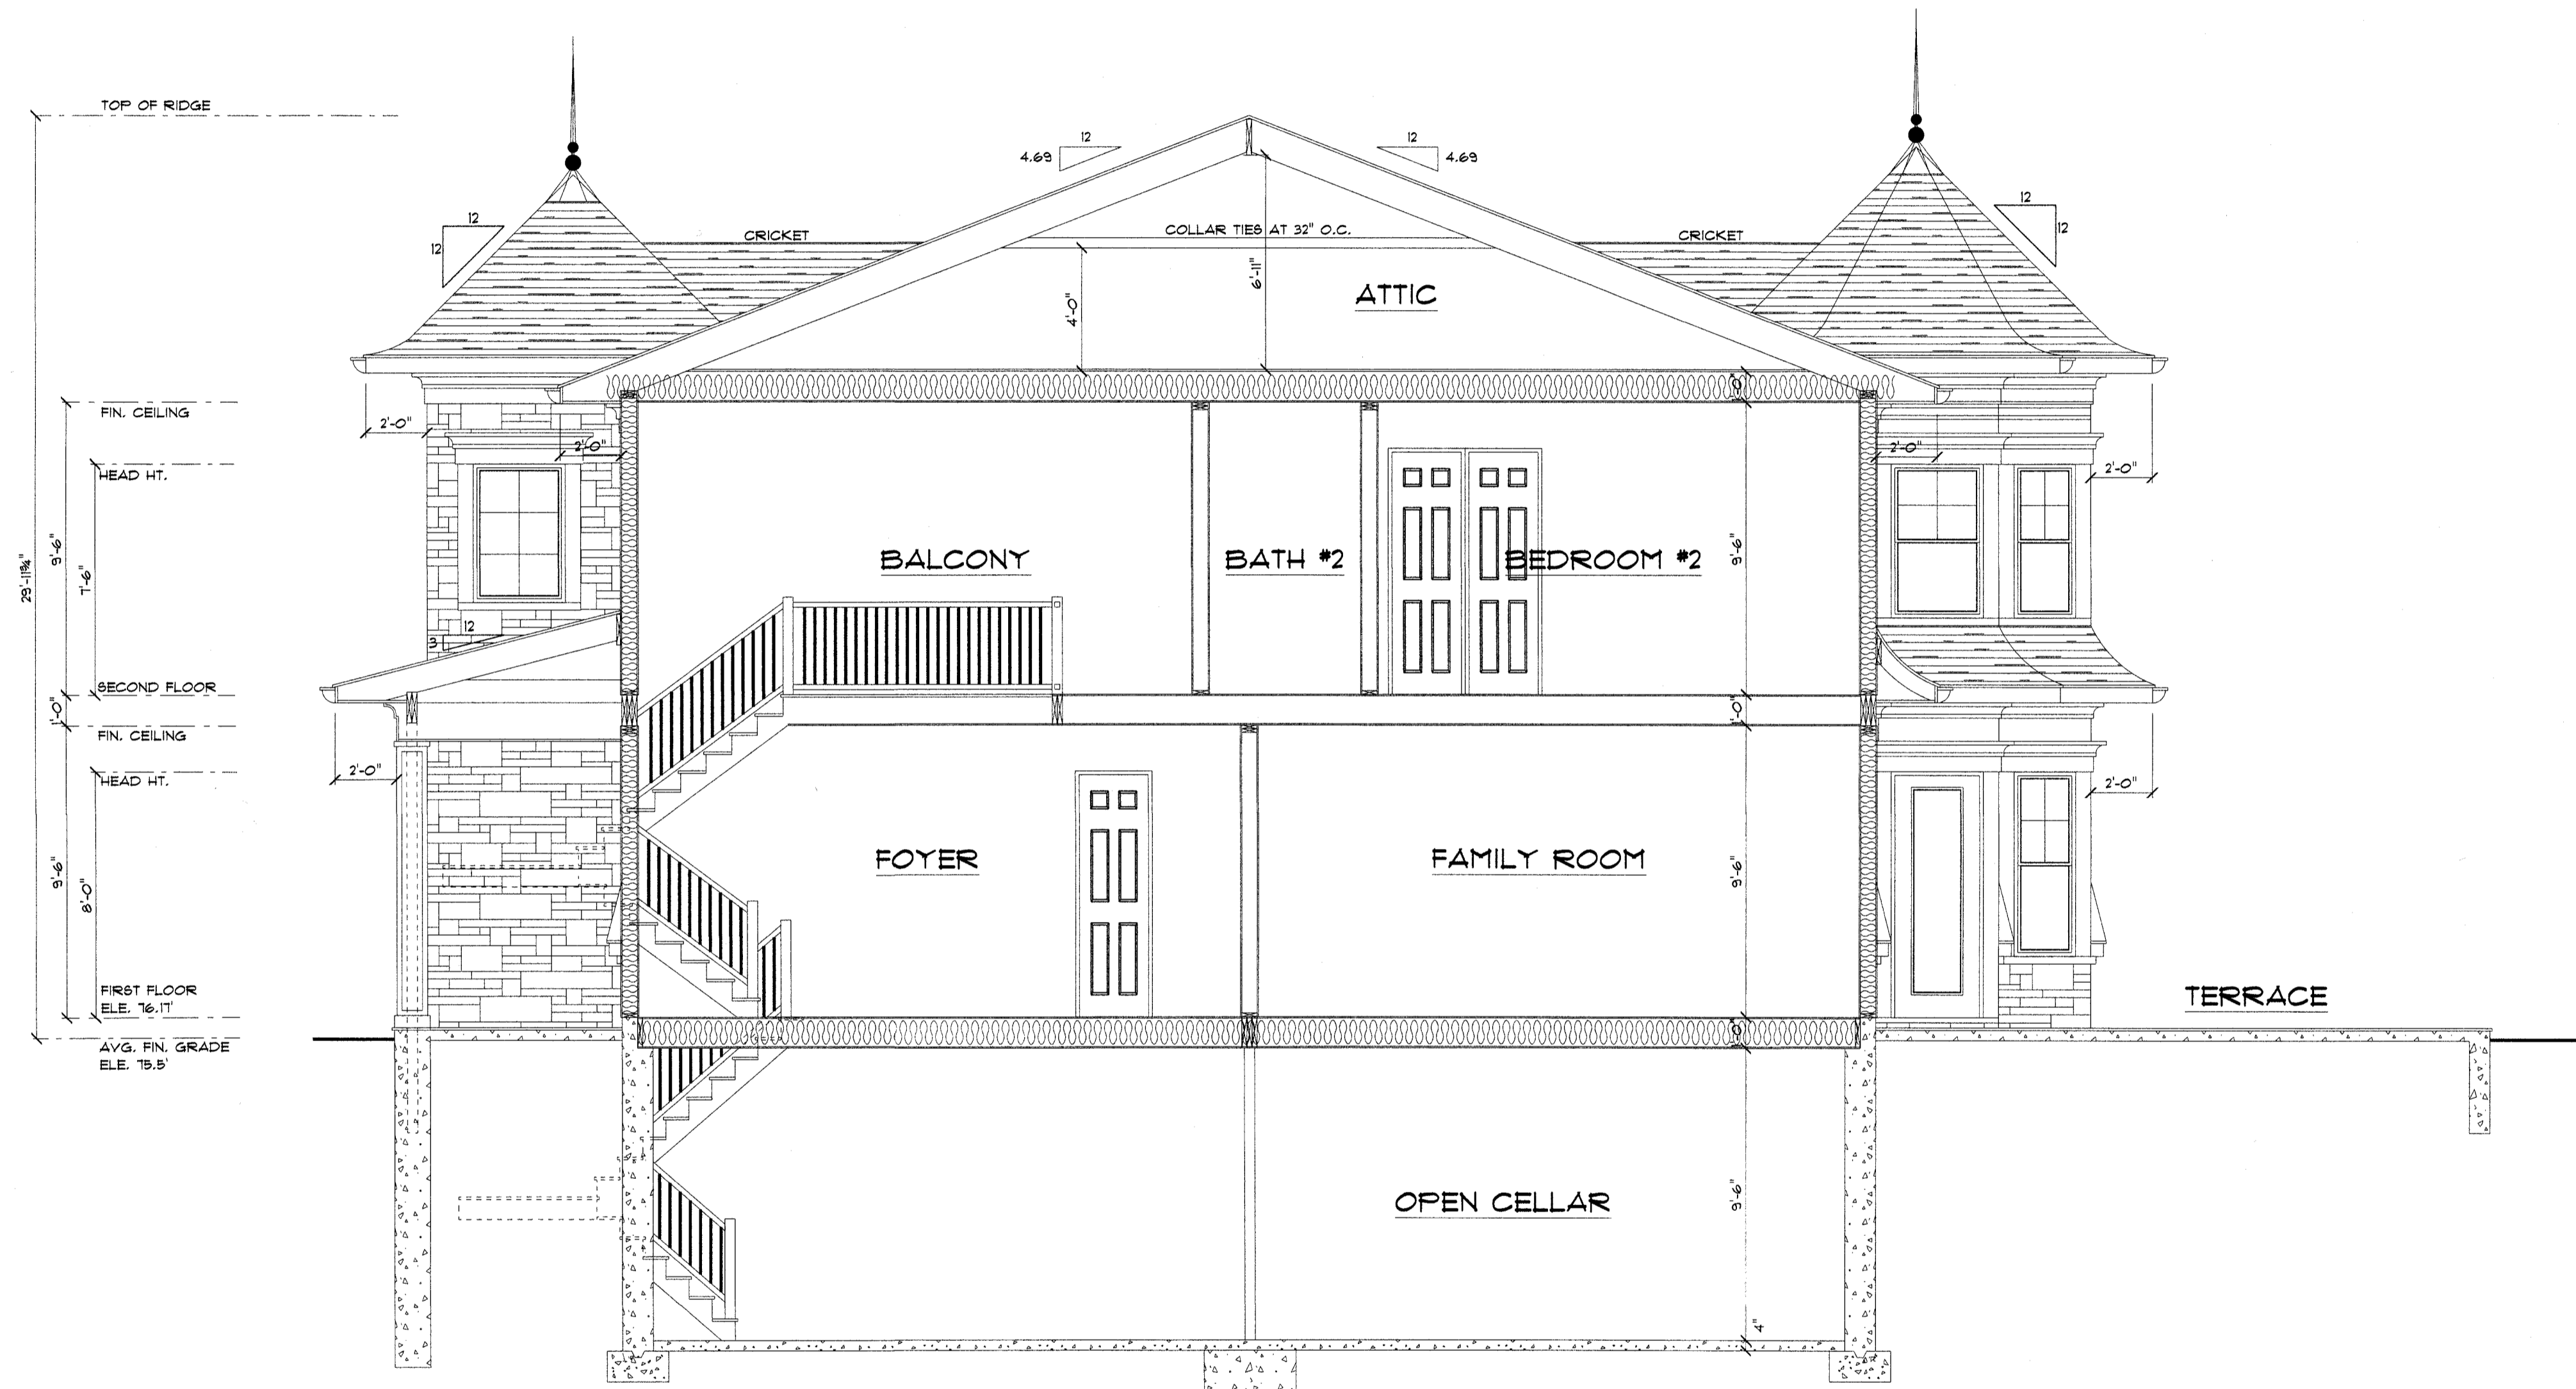 TOP OF RIDGE
12
4.69
12
4.69
12
12
12
12
CRICKET
COLLAR TIES AT 32" O.C.
CRICKET
4'-0"
6'-11"
ATTIC
1'-0"
FIN. CEILING
2'-0"
2'-0"
2'-0"
2'-0"
HEAD HT.
29'-11¾"
9'-6"
7'-6"
BALCONY
BATH #2
BEDROOM #2
9'-6"
12
3
SECOND FLOOR
1'-0"
1'-0"
FIN. CEILING
2'-0"
HEAD HT.
2'-0"
9'-6"
8'-0"
FOYER
FAMILY ROOM
9'-6"
FIRST FLOOR
ELE. 76.17'
TERRACE
1'-0"
AVG. FIN. GRADE
ELE. 75.5'
OPEN CELLAR
9'-6"
4"